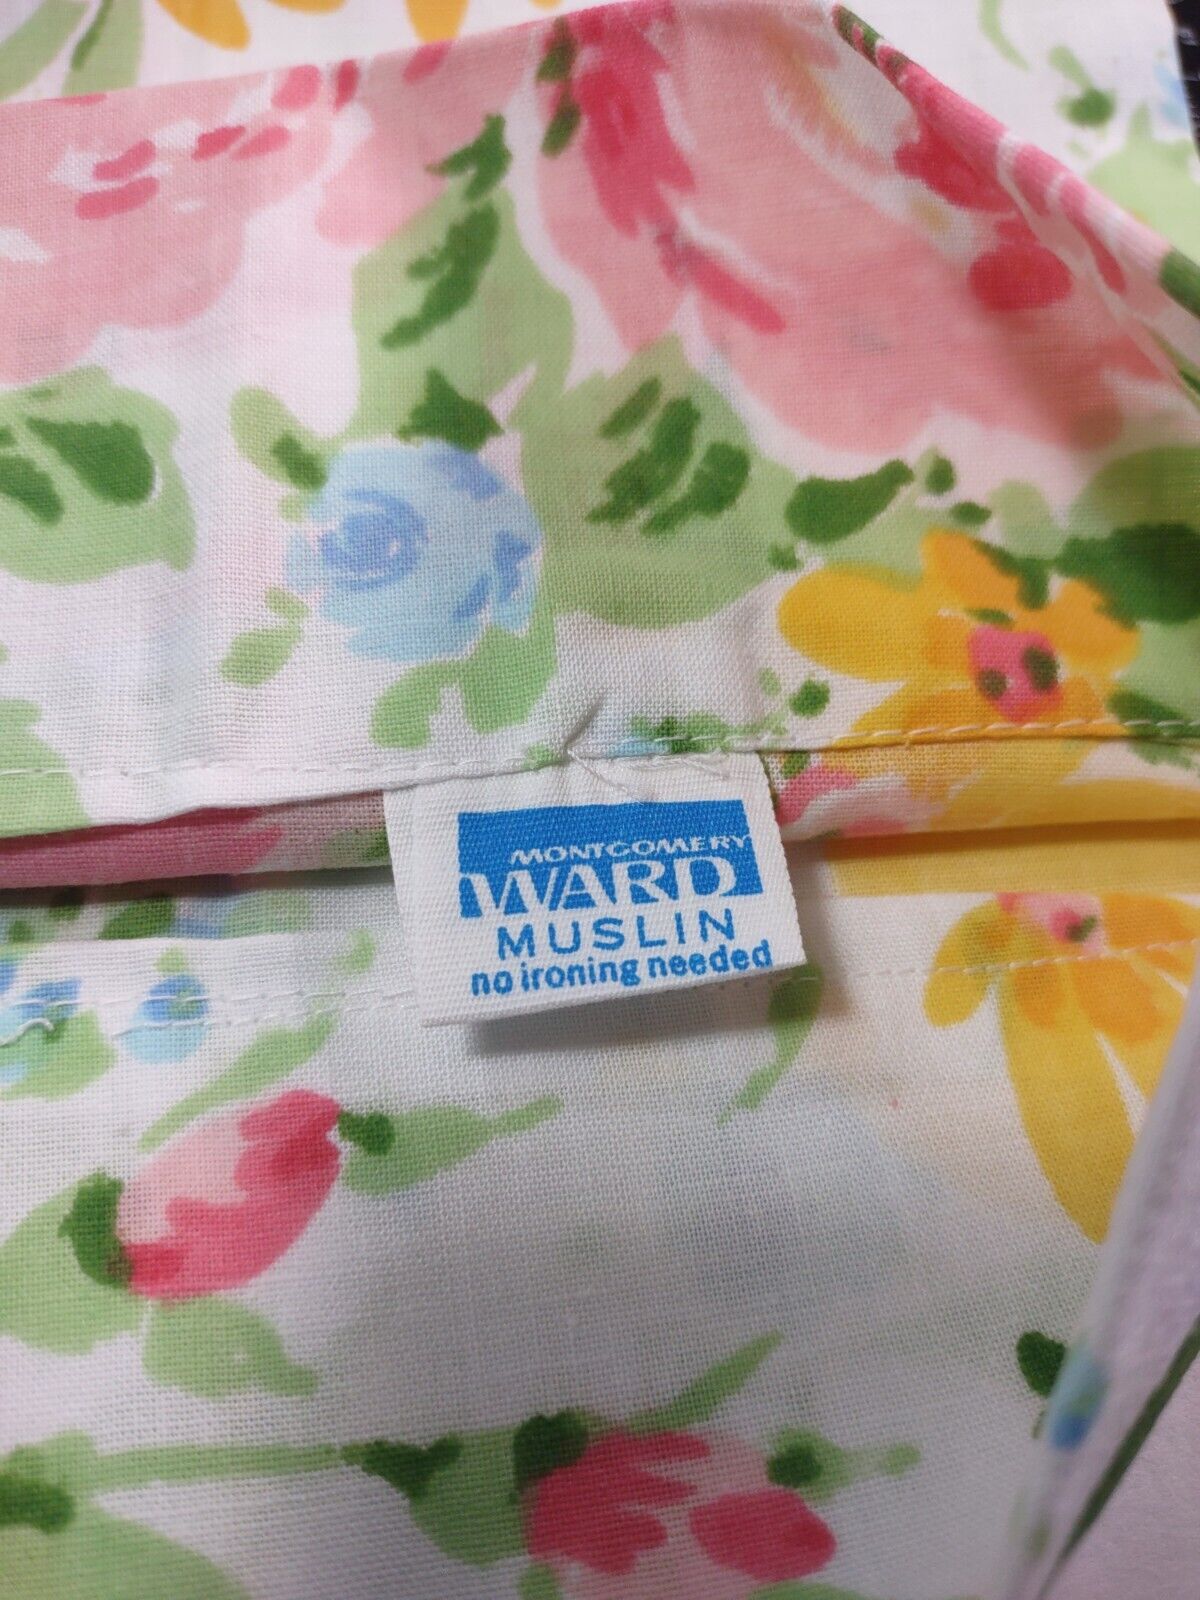 MONTGOMERY
WARD
MUSLIN
no ironing needed